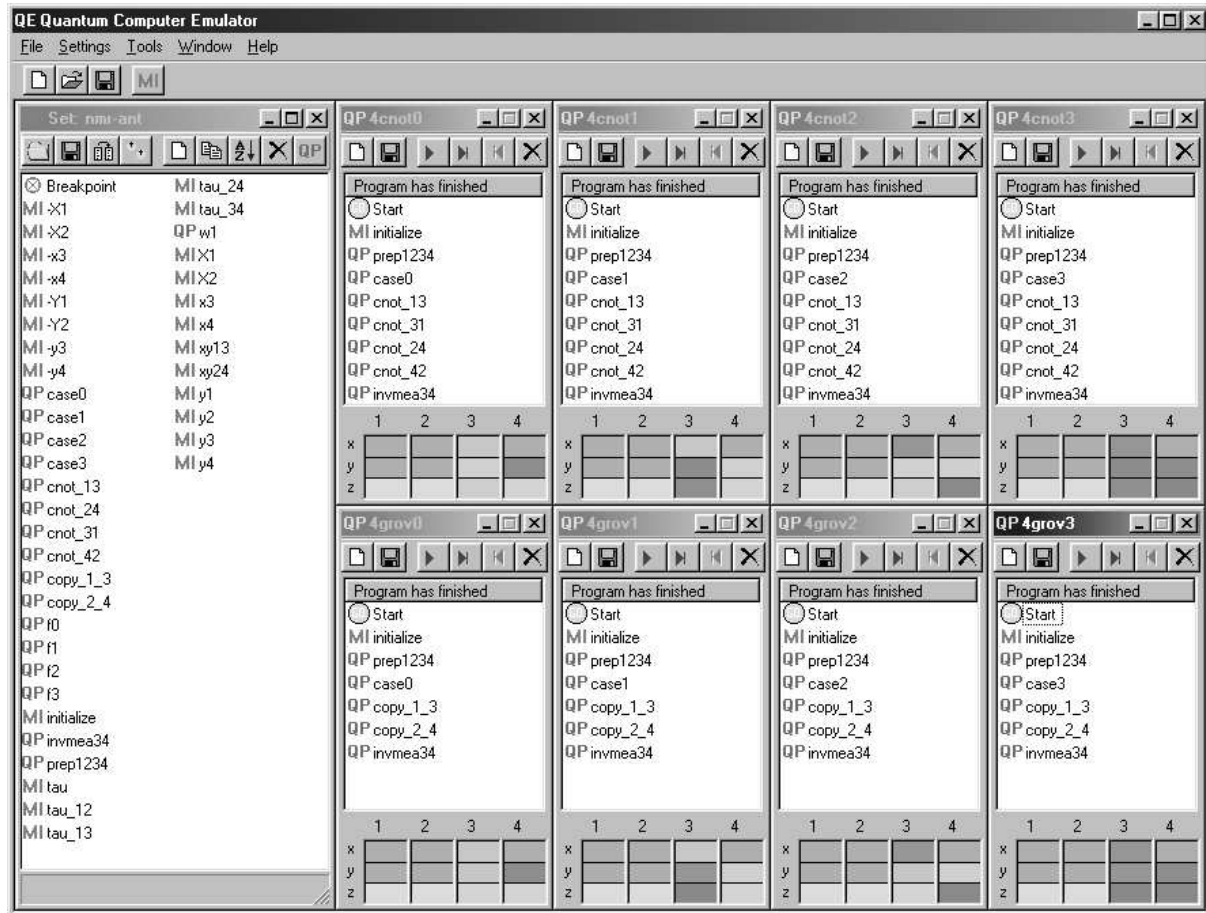 QE Quantum Computer Emulator
File Settings Tools Window Help
MI
Set: nmr-ant
QP
Breakpoint
MI -X1
MI -X2
MI -x3
MI -x4
MI -Y1
MI -Y2
MI -y3
MI -y4
QP case0
QP case1
QP case2
QP case3
QP cnot_13
QP cnot_24
QP cnot_31
QP cnot_42
QP copy_1_3
QP copy_2_4
QP f0
QP f1
QP f2
QP f3
MI initialize
QP invmea34
QP prep1234
MI tau
MI tau_12
MI tau_13
MI tau_24
MI tau_34
QP w1
MI X1
MI X2
MI x3
MI x4
MI xy13
MI xy24
MI y1
MI y2
MI y3
MI y4
QP 4cnot0
Program has finished
Start
MI initialize
QP prep1234
QP case0
QP cnot_13
QP cnot_31
QP cnot_24
QP cnot_42
QP invmea34
1 2 3 4
x
y
z
QP 4cnot1
Program has finished
Start
MI initialize
QP prep1234
QP case1
QP cnot_13
QP cnot_31
QP cnot_24
QP cnot_42
QP invmea34
1 2 3 4
x
y
z
QP 4cnot2
Program has finished
Start
MI initialize
QP prep1234
QP case2
QP cnot_13
QP cnot_31
QP cnot_24
QP cnot_42
QP invmea34
1 2 3 4
x
y
z
QP 4cnot3
Program has finished
Start
MI initialize
QP prep1234
QP case3
QP cnot_13
QP cnot_31
QP cnot_24
QP cnot_42
QP invmea34
1 2 3 4
x
y
z
QP 4grov0
Program has finished
Start
MI initialize
QP prep1234
QP case0
QP copy_1_3
QP copy_2_4
QP invmea34
1 2 3 4
x
y
z
QP 4grov1
Program has finished
Start
MI initialize
QP prep1234
QP case1
QP copy_1_3
QP copy_2_4
QP invmea34
1 2 3 4
x
y
z
QP 4grov2
Program has finished
Start
MI initialize
QP prep1234
QP case2
QP copy_1_3
QP copy_2_4
QP invmea34
1 2 3 4
x
y
z
QP 4grov3
Program has finished
Start
MI initialize
QP prep1234
QP case3
QP copy_1_3
QP copy_2_4
QP invmea34
1 2 3 4
x
y
z